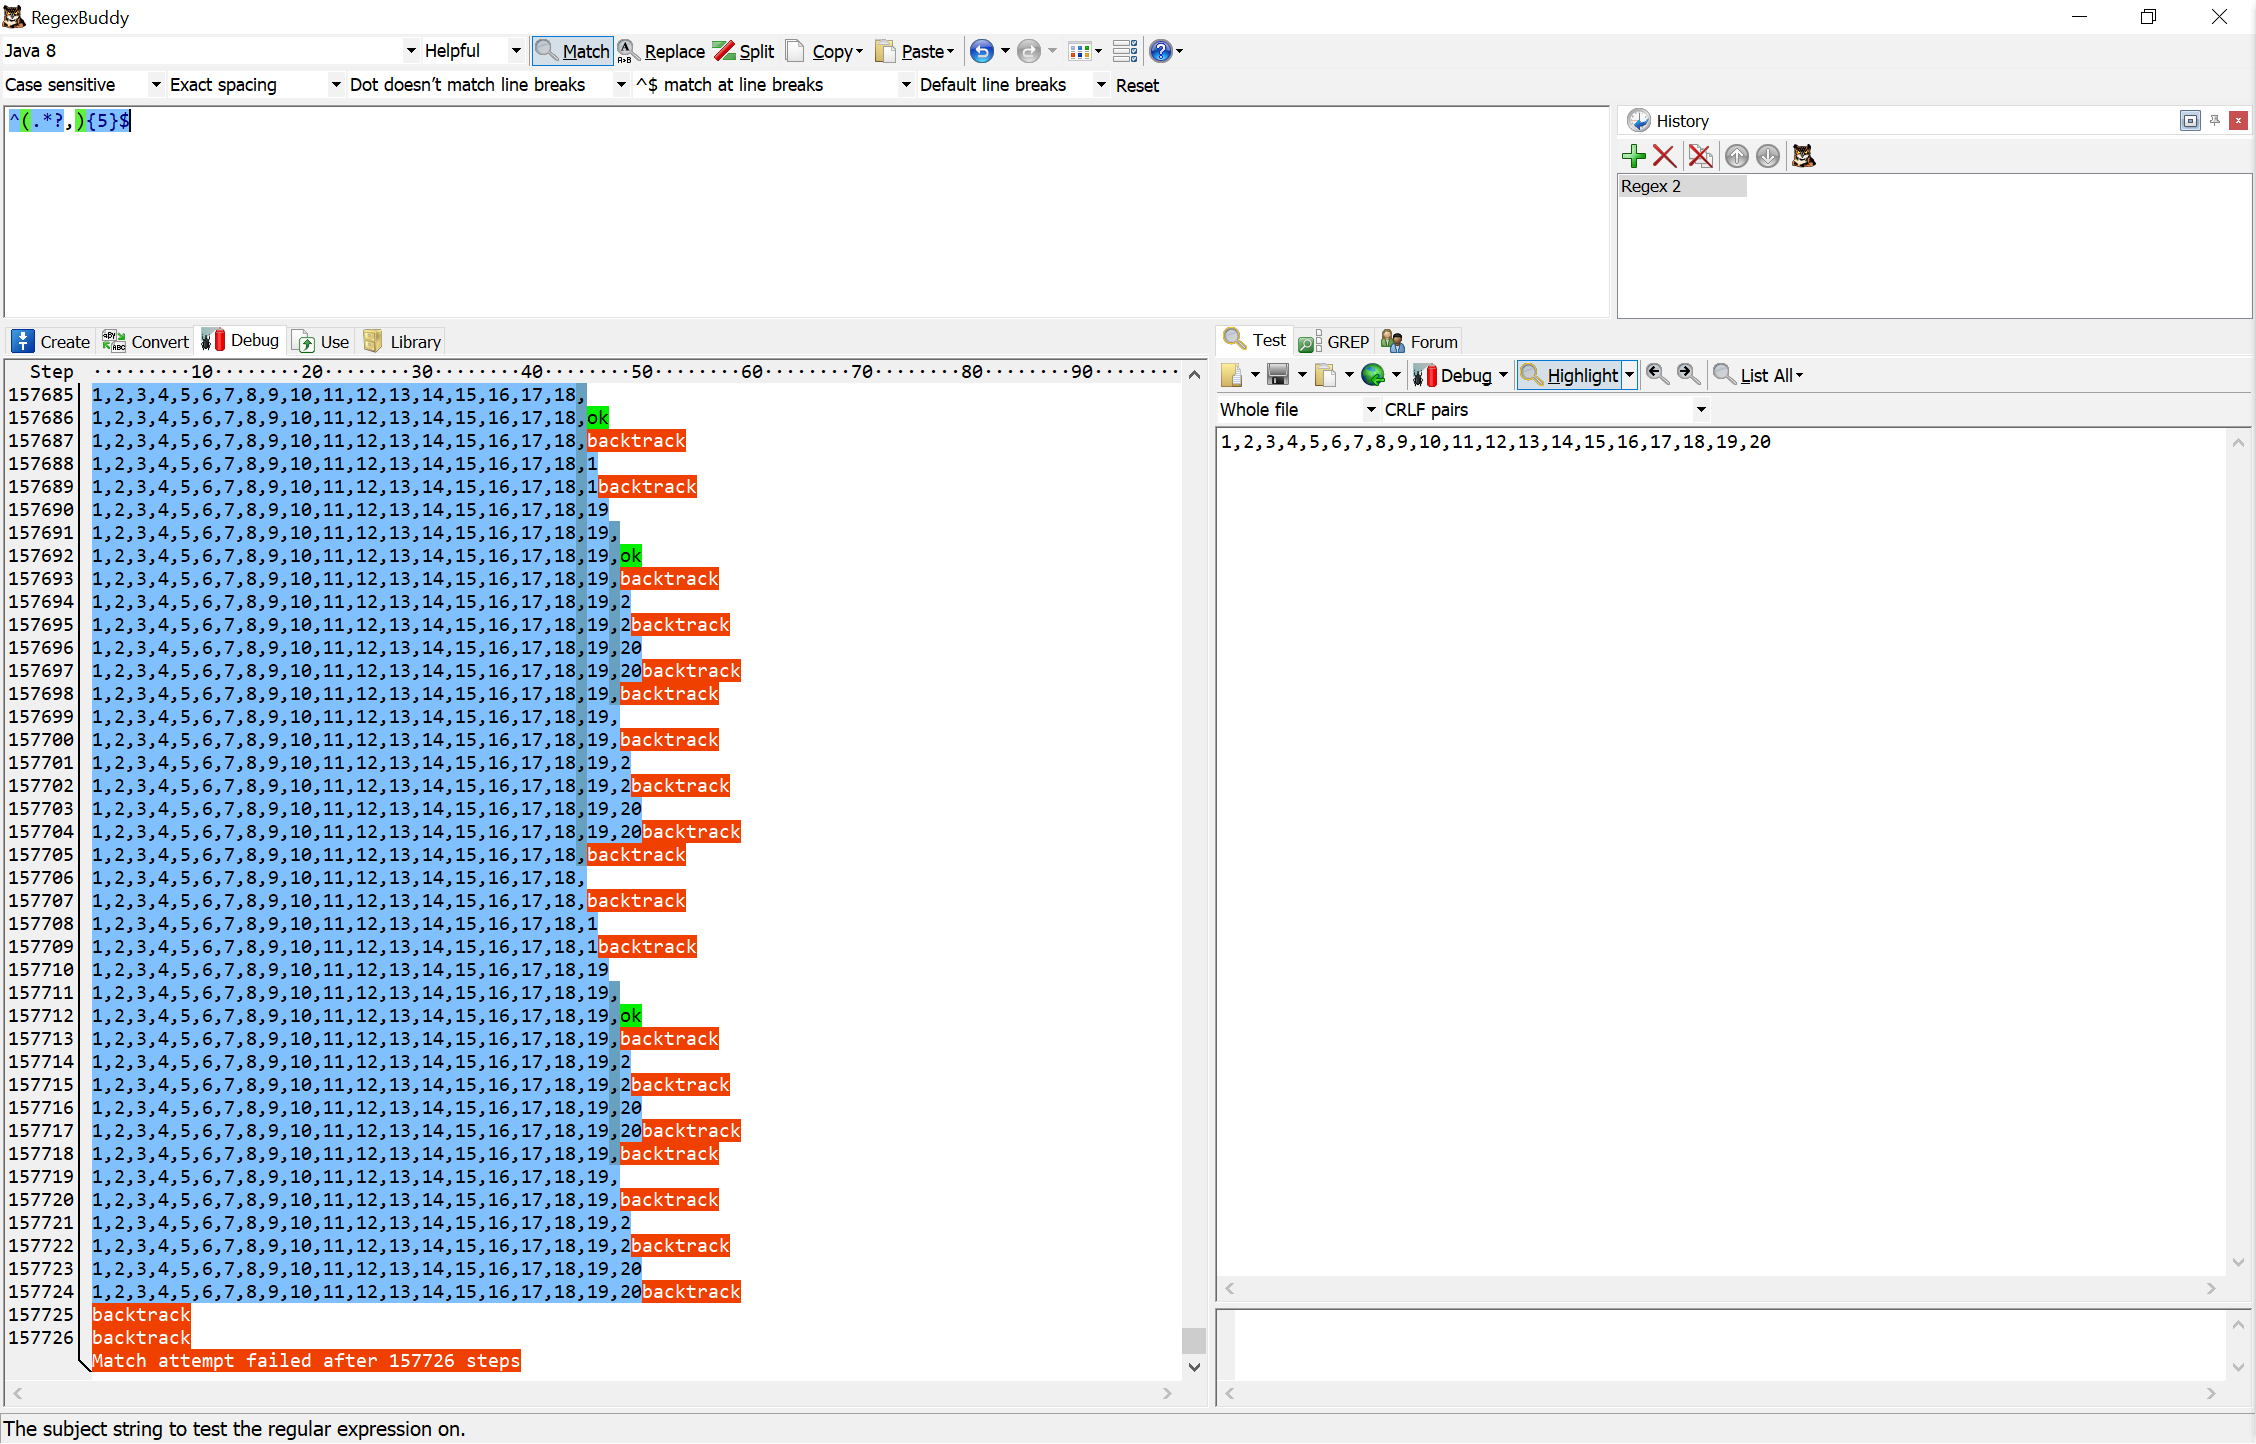 RegexBuddy
Java 8 Helpful Match Replace Split Copy Paste
Case sensitive Exact spacing Dot doesn't match line breaks ^$ match at line breaks Default line breaks Reset
^(.*?,){5}$
History
Regex 2
Create Convert Debug Use Library
Step ·········10········20········30········40········50········60········70········80········90········
157685 1,2,3,4,5,6,7,8,9,10,11,12,13,14,15,16,17,18,
157686 1,2,3,4,5,6,7,8,9,10,11,12,13,14,15,16,17,18,ok
157687 1,2,3,4,5,6,7,8,9,10,11,12,13,14,15,16,17,18,backtrack
157688 1,2,3,4,5,6,7,8,9,10,11,12,13,14,15,16,17,18,1
157689 1,2,3,4,5,6,7,8,9,10,11,12,13,14,15,16,17,18,1backtrack
157690 1,2,3,4,5,6,7,8,9,10,11,12,13,14,15,16,17,18,19
157691 1,2,3,4,5,6,7,8,9,10,11,12,13,14,15,16,17,18,19,
157692 1,2,3,4,5,6,7,8,9,10,11,12,13,14,15,16,17,18,19,ok
157693 1,2,3,4,5,6,7,8,9,10,11,12,13,14,15,16,17,18,19,backtrack
157694 1,2,3,4,5,6,7,8,9,10,11,12,13,14,15,16,17,18,19,2
157695 1,2,3,4,5,6,7,8,9,10,11,12,13,14,15,16,17,18,19,2backtrack
157696 1,2,3,4,5,6,7,8,9,10,11,12,13,14,15,16,17,18,19,20
157697 1,2,3,4,5,6,7,8,9,10,11,12,13,14,15,16,17,18,19,20backtrack
157698 1,2,3,4,5,6,7,8,9,10,11,12,13,14,15,16,17,18,19,backtrack
157699 1,2,3,4,5,6,7,8,9,10,11,12,13,14,15,16,17,18,19,
157700 1,2,3,4,5,6,7,8,9,10,11,12,13,14,15,16,17,18,19,backtrack
157701 1,2,3,4,5,6,7,8,9,10,11,12,13,14,15,16,17,18,19,2
157702 1,2,3,4,5,6,7,8,9,10,11,12,13,14,15,16,17,18,19,2backtrack
157703 1,2,3,4,5,6,7,8,9,10,11,12,13,14,15,16,17,18,19,20
157704 1,2,3,4,5,6,7,8,9,10,11,12,13,14,15,16,17,18,19,20backtrack
157705 1,2,3,4,5,6,7,8,9,10,11,12,13,14,15,16,17,18,backtrack
157706 1,2,3,4,5,6,7,8,9,10,11,12,13,14,15,16,17,18,
157707 1,2,3,4,5,6,7,8,9,10,11,12,13,14,15,16,17,18,backtrack
157708 1,2,3,4,5,6,7,8,9,10,11,12,13,14,15,16,17,18,1
157709 1,2,3,4,5,6,7,8,9,10,11,12,13,14,15,16,17,18,1backtrack
157710 1,2,3,4,5,6,7,8,9,10,11,12,13,14,15,16,17,18,19
157711 1,2,3,4,5,6,7,8,9,10,11,12,13,14,15,16,17,18,19,
157712 1,2,3,4,5,6,7,8,9,10,11,12,13,14,15,16,17,18,19,ok
157713 1,2,3,4,5,6,7,8,9,10,11,12,13,14,15,16,17,18,19,backtrack
157714 1,2,3,4,5,6,7,8,9,10,11,12,13,14,15,16,17,18,19,2
157715 1,2,3,4,5,6,7,8,9,10,11,12,13,14,15,16,17,18,19,2backtrack
157716 1,2,3,4,5,6,7,8,9,10,11,12,13,14,15,16,17,18,19,20
157717 1,2,3,4,5,6,7,8,9,10,11,12,13,14,15,16,17,18,19,20backtrack
157718 1,2,3,4,5,6,7,8,9,10,11,12,13,14,15,16,17,18,19,backtrack
157719 1,2,3,4,5,6,7,8,9,10,11,12,13,14,15,16,17,18,19,
157720 1,2,3,4,5,6,7,8,9,10,11,12,13,14,15,16,17,18,19,backtrack
157721 1,2,3,4,5,6,7,8,9,10,11,12,13,14,15,16,17,18,19,2
157722 1,2,3,4,5,6,7,8,9,10,11,12,13,14,15,16,17,18,19,2backtrack
157723 1,2,3,4,5,6,7,8,9,10,11,12,13,14,15,16,17,18,19,20
157724 1,2,3,4,5,6,7,8,9,10,11,12,13,14,15,16,17,18,19,20backtrack
157725 backtrack
157726 backtrack
Match attempt failed after 157726 steps
Test GREP Forum
Debug Highlight List All
Whole file CRLF pairs
1,2,3,4,5,6,7,8,9,10,11,12,13,14,15,16,17,18,19,20
The subject string to test the regular expression on.